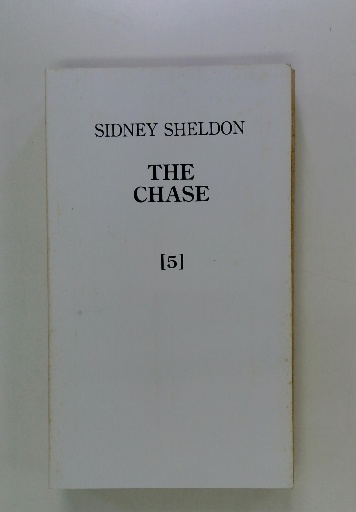 SIDNEY SHELDON
THE
CHASE
[5]